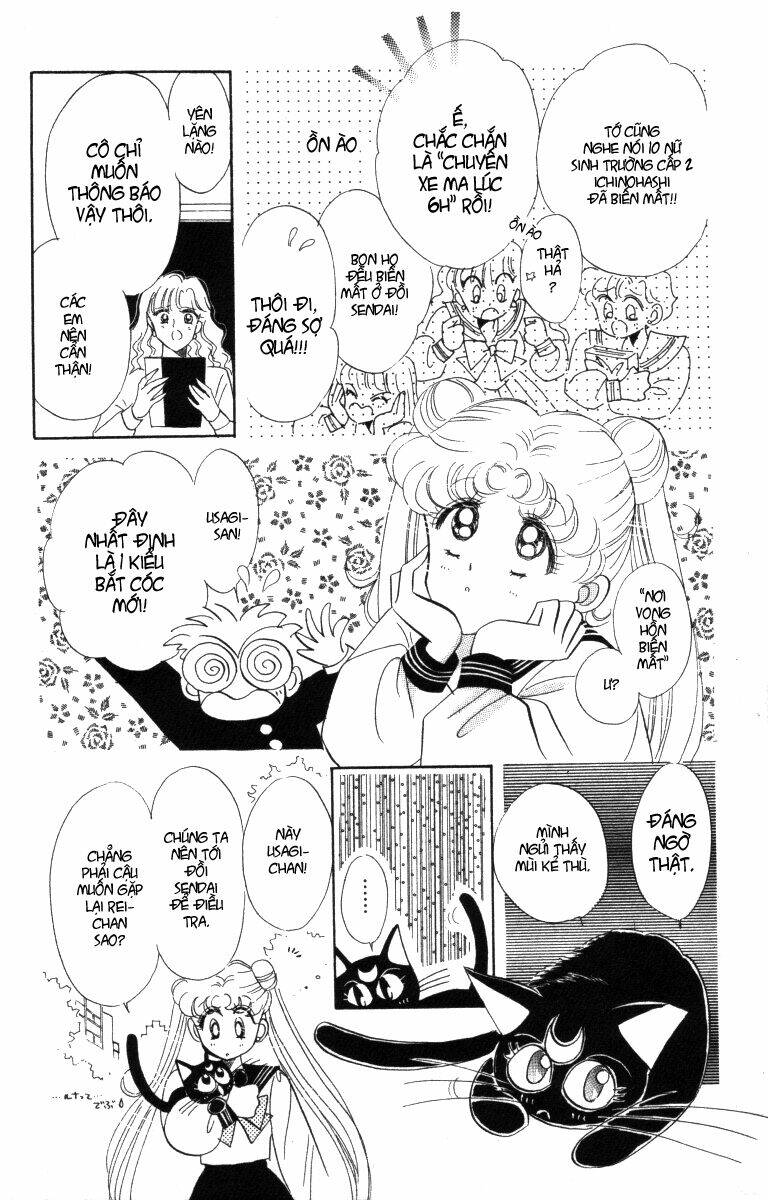 TỚ CŨNG
NGHE NÓI 10 NỮ
SINH TRƯỜNG CẤP 2
ICHINOHASHI
ĐÃ BIẾN MẤT!!
Ế,
CHẮC CHẮN
LÀ "CHUYẾN
XE MA LÚC
6H" RỒI!
ỒN ÀO
ỒN ÀO
THẬT
HẢ
?
BỌN HỌ
ĐỀU BIẾN
MẤT Ở ĐỒI
SENDAI!
THÔI ĐI,
ĐÁNG SỢ
QUÁ!!!
YÊN
LẶNG
NÀO!
CÔ CHỈ
MUỐN
THÔNG BÁO
VẬY THÔI.
CÁC
EM
NÊN
CẨN
THẬN!
"NƠI
VONG
HỒN
BIẾN
MẤT"
Ư?
USAGI-
SAN!
ĐÂY
NHẤT ĐỊNH
LÀ 1 KIỂU
BẮT CÓC
MỚI!
ĐÁNG
NGỜ
THẬT.
MÌNH
NGỬI THẤY
MÙI KẺ THÙ.
......
NÀY
USAGI-
CHAN!
CHÚNG TA
NÊN TỚI
ĐỒI
SENDAI
ĐỂ ĐIỀU
TRA.
CHẲNG
PHẢI CẬU
MUỐN GẶP
LẠI REI-
CHAN
SAO?